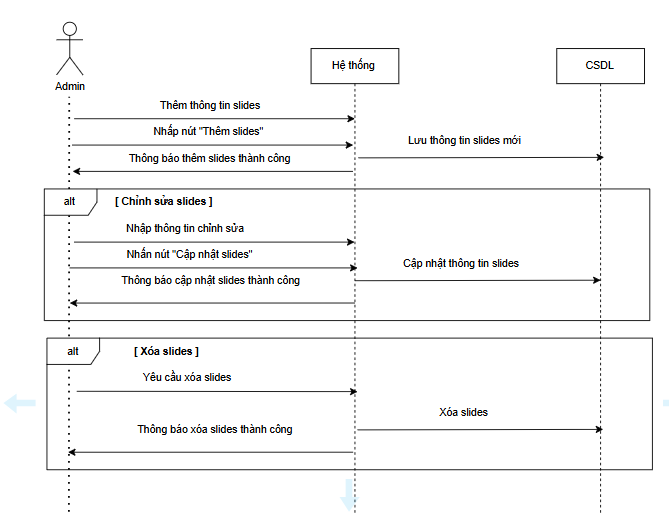 Admin
Hệ thống
CSDL
Thêm thông tin slides
Nhấp nút "Thêm slides"
Lưu thông tin slides mới
Thông báo thêm slides thành công
alt
[ Chỉnh sửa slides ]
Nhập thông tin chỉnh sửa
Nhấn nút "Cập nhật slides"
Cập nhật thông tin slides
Thông báo cập nhật slides thành công
alt
[ Xóa slides ]
Yêu cầu xóa slides
Xóa slides
Thông báo xóa slides thành công